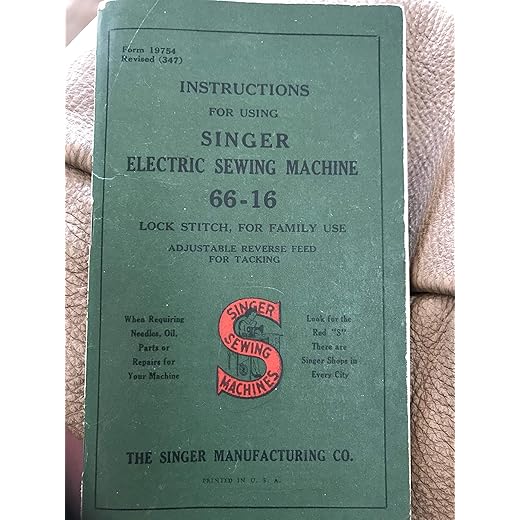 Form 19754
Revised (347)
INSTRUCTIONS
FOR USING
SINGER
ELECTRIC SEWING MACHINE
66-16
LOCK STITCH, FOR FAMILY USE
ADJUSTABLE REVERSE FEED
FOR TACKING
When Requiring
Needles, Oil,
Parts or
Repairs for
Your Machine
SINGER
SEWING
MACHINES
Look for the
Red "S"
There are
Singer Shops in
Every City
THE SINGER MANUFACTURING CO.
PRINTED IN U. S. A.